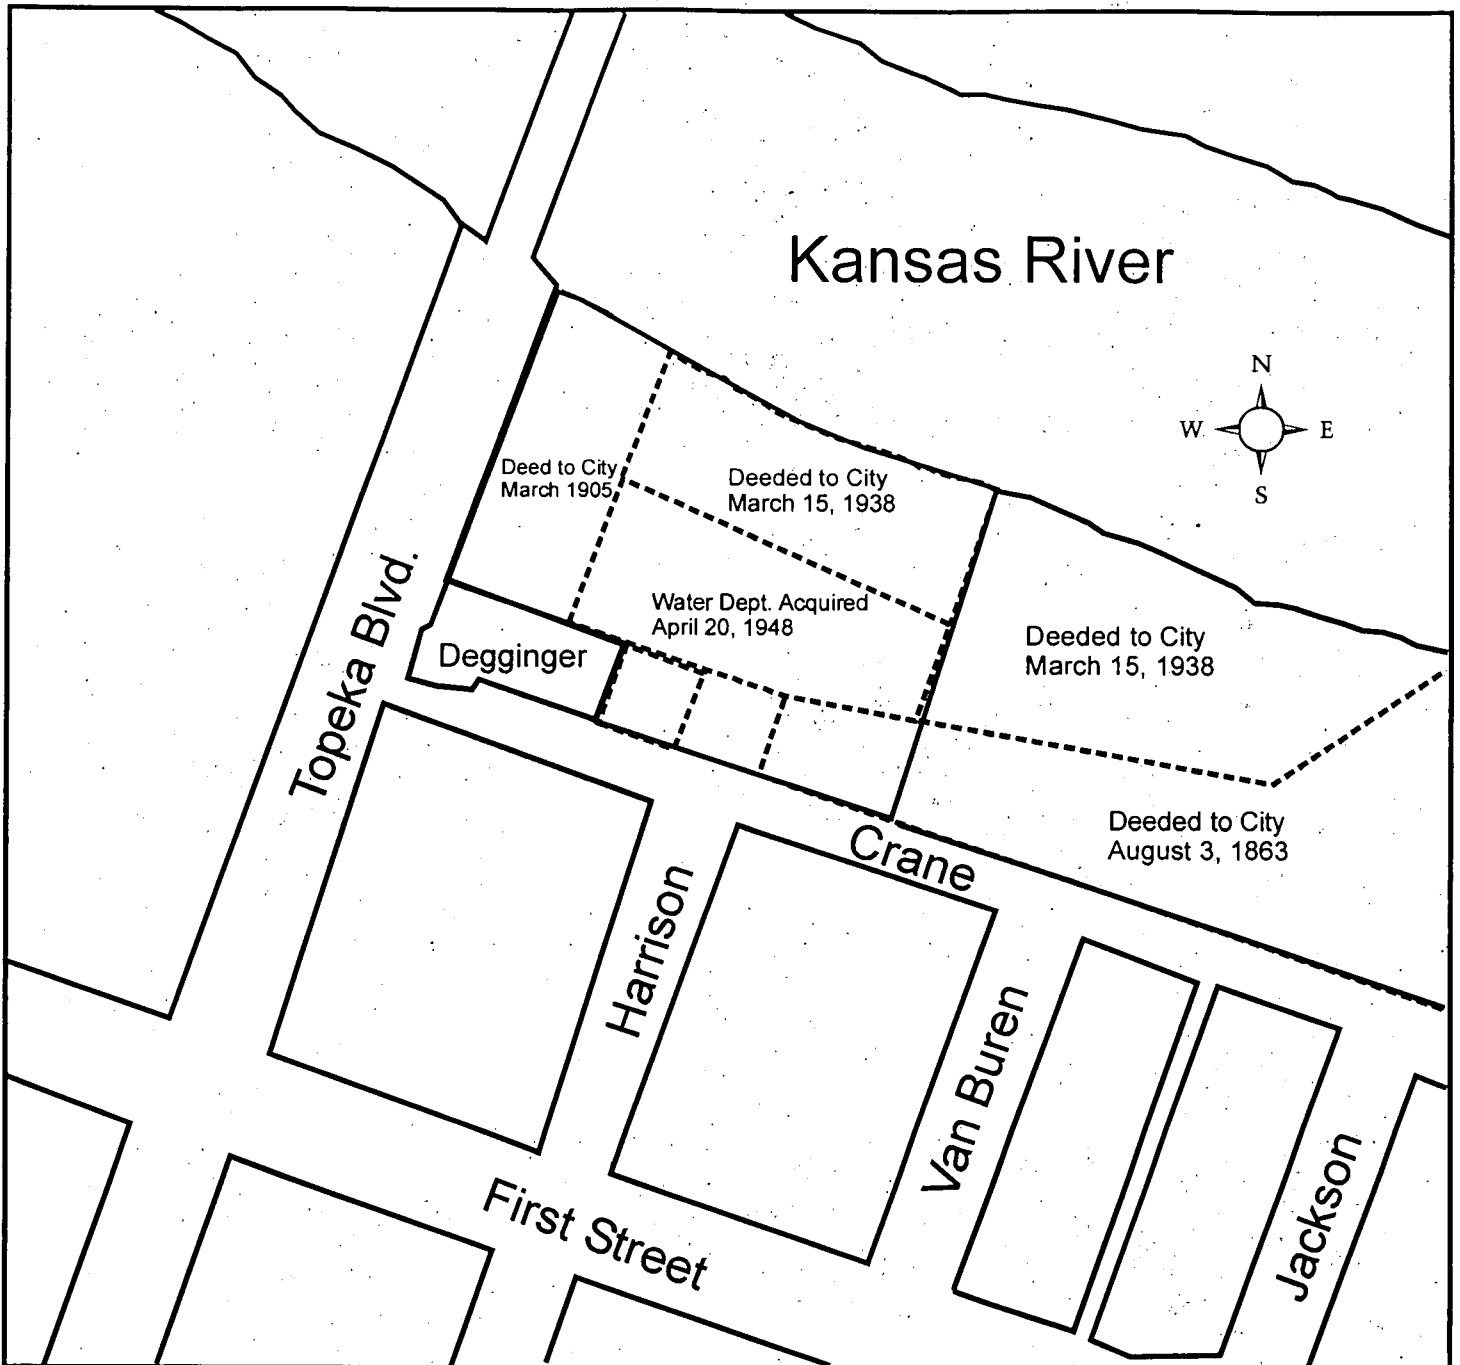 Kansas River
N
W
E
S
Deed to City
March 1905
Deeded to City
March 15, 1938
Water Dept. Acquired
April 20, 1948
Deeded to City
March 15, 1938
Degginger
Topeka Blvd.
Deeded to City
August 3, 1863
Crane
Harrison
Van Buren
Jackson
First Street